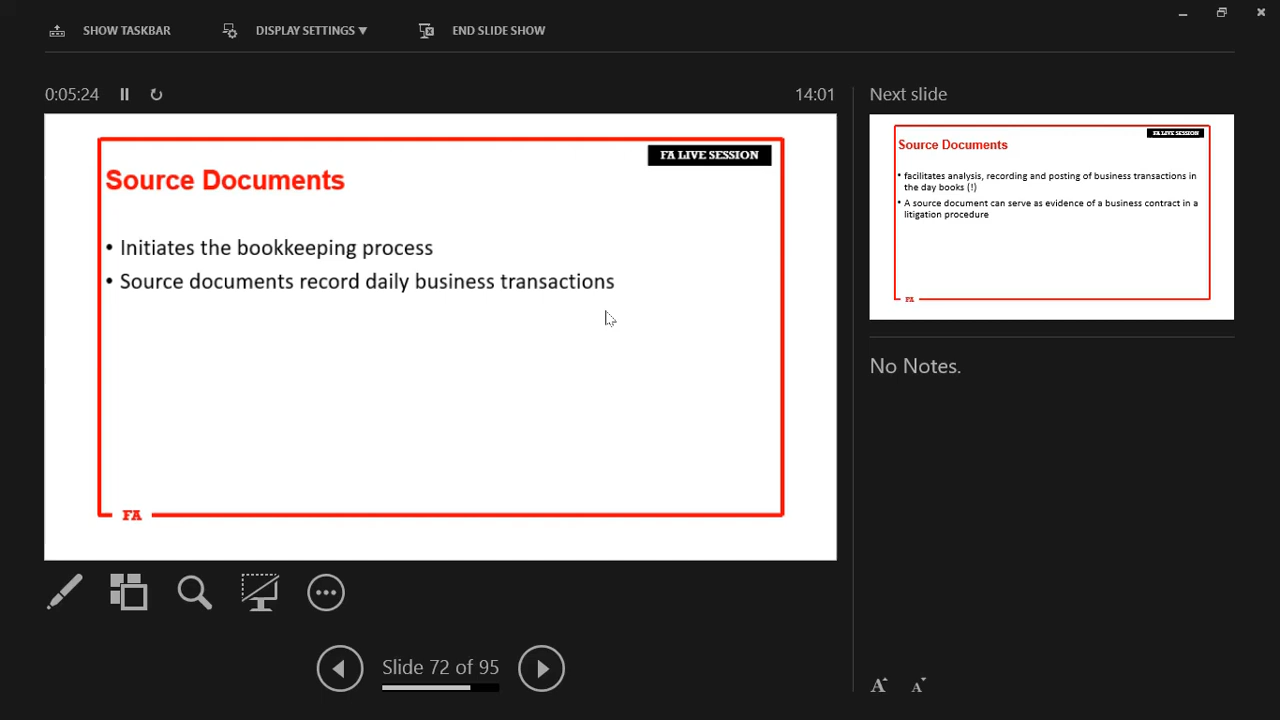 SHOW TASKBAR
DISPLAY SETTINGS ▼
END SLIDE SHOW
0:05:24
14:01
FA LIVE SESSION
Source Documents
• Initiates the bookkeeping process
• Source documents record daily business transactions
FA
Next slide
FA LIVE SESSION
Source Documents
• facilitates analysis, recording and posting of business transactions in
the day books (!)
• A source document can serve as evidence of a business contract in a
litigation procedure
FA
No Notes.
Slide 72 of 95
A A